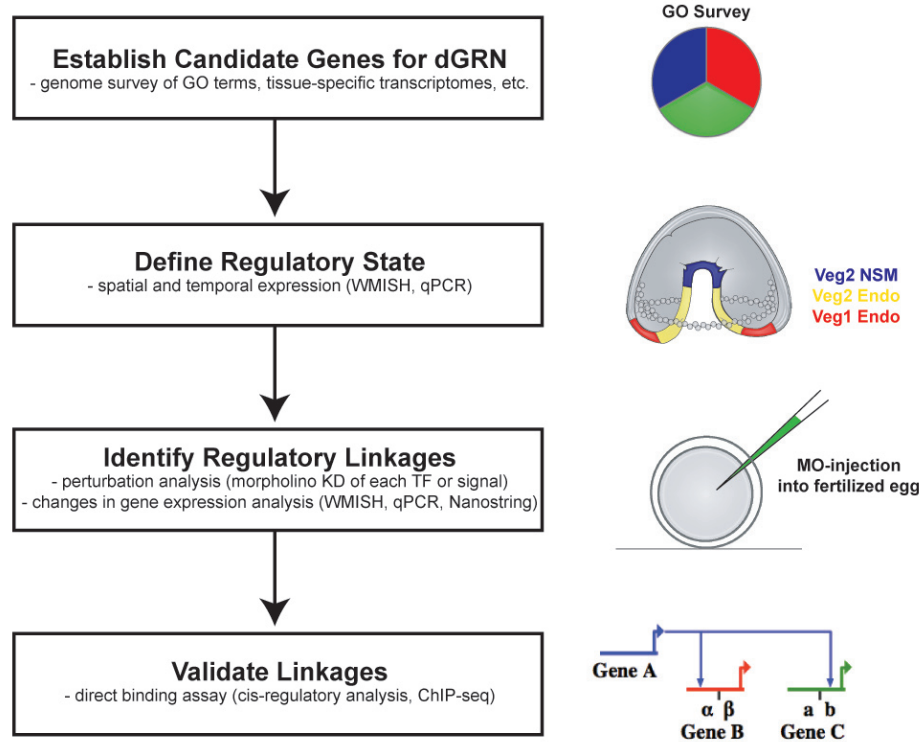 GO Survey
Establish Candidate Genes for dGRN
- genome survey of GO terms, tissue-specific transcriptomes, etc.
Define Regulatory State
- spatial and temporal expression (WMISH, qPCR)
Veg2 NSM
Veg2 Endo
Veg1 Endo
Identify Regulatory Linkages
- perturbation analysis (morpholino KD of each TF or signal)
- changes in gene expression analysis (WMISH, qPCR, Nanostring)
MO-injection
into fertilized egg
Validate Linkages
- direct binding assay (cis-regulatory analysis, ChIP-seq)
Gene A
α β
Gene B
a b
Gene C